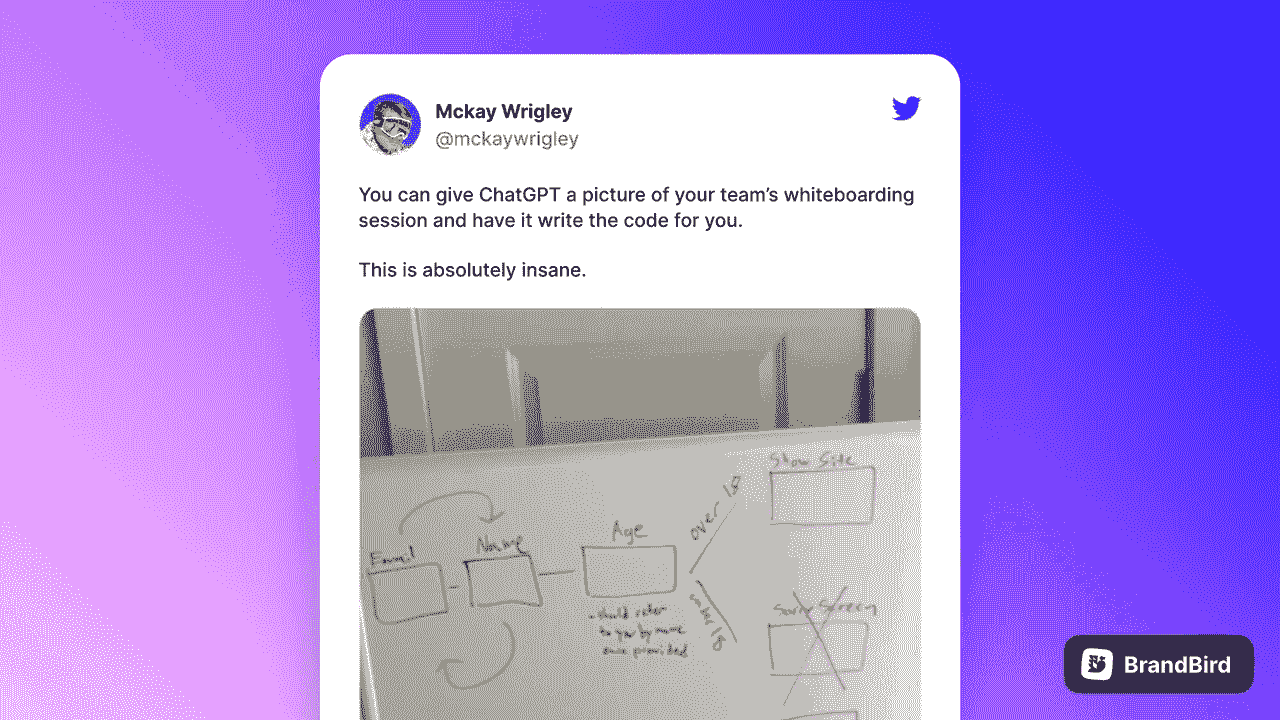 Mckay Wrigley
@mckaywrigley
You can give ChatGPT a picture of your team’s whiteboarding
session and have it write the code for you.
This is absolutely insane.
Show Site
over 18
Age
Name
Email
under 18
- should refer
to you by name
once provided
Screen
BrandBird